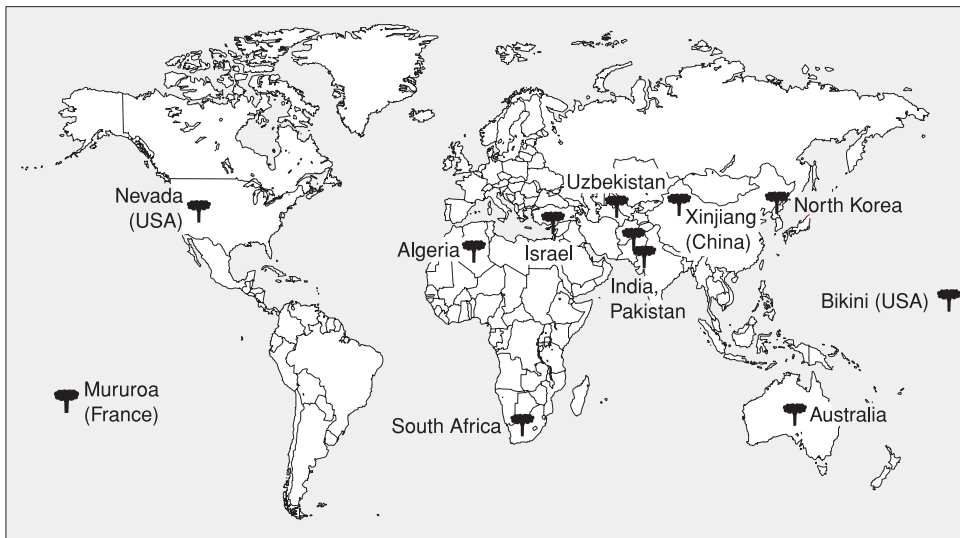 Nevada
(USA)
Uzbekistan
North Korea
Xinjiang
(China)
Algeria
Israel
India,
Pakistan
Bikini (USA)
Mururoa
(France)
South Africa
Australia